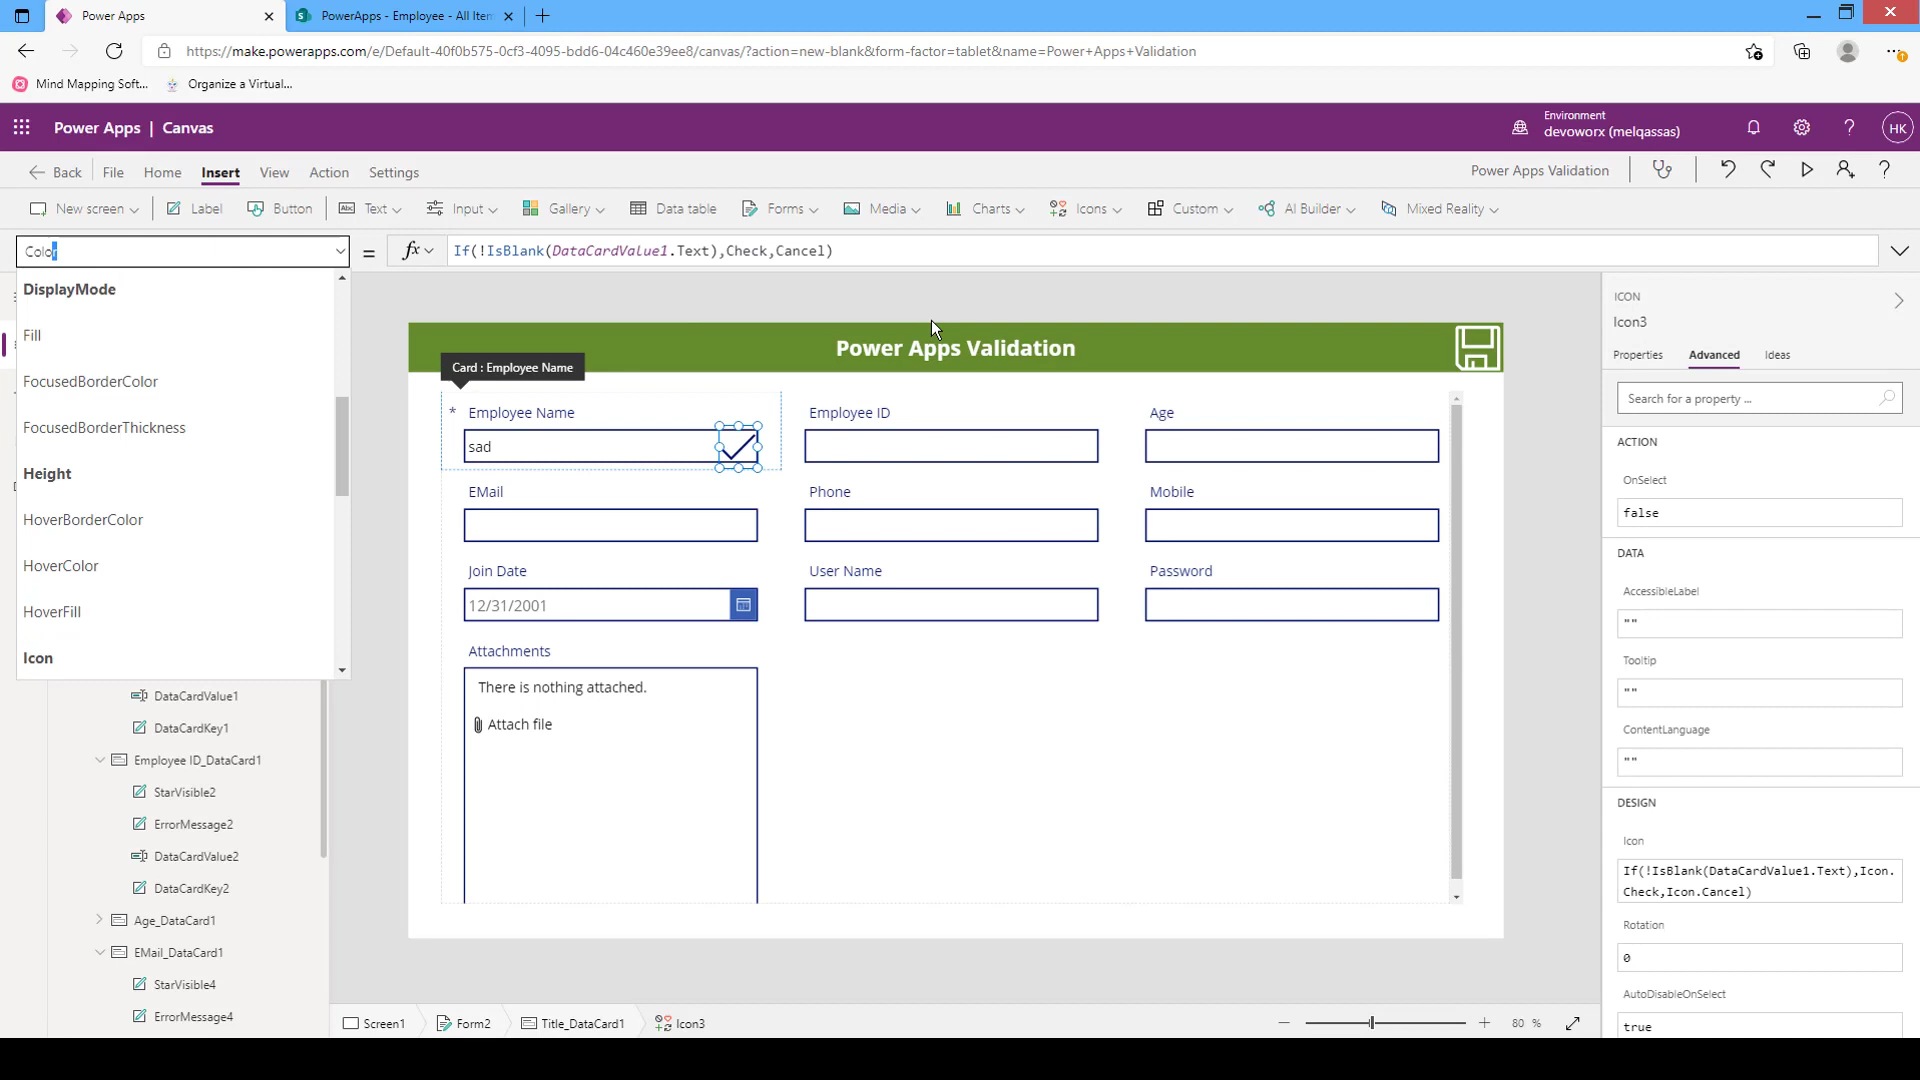 Power Apps
PowerApps - Employee - All Item
https://make.powerapps.com/e/Default-40f0b575-0cf3-4095-bdd6-04c460e39ee8/canvas/?action=new-blank&form-factor=tablet&name=Power+Apps+Validation
Mind Mapping Soft...
Organize a Virtual...
Power Apps | Canvas
Environment
devoworx (melqassas)
HK
Back
File
Home
Insert
View
Action
Settings
Power Apps Validation
New screen
Label
Button
Text
Input
Gallery
Data table
Forms
Media
Charts
Icons
Custom
AI Builder
Mixed Reality
Color
=
fx
If(!IsBlank(DataCardValue1.Text),Check,Cancel)
DisplayMode
Fill
FocusedBorderColor
FocusedBorderThickness
Height
HoverBorderColor
HoverColor
HoverFill
Icon
DataCardValue1
DataCardKey1
Employee ID_DataCard1
StarVisible2
ErrorMessage2
DataCardValue2
DataCardKey2
Age_DataCard1
EMail_DataCard1
StarVisible4
ErrorMessage4
Power Apps Validation
Card : Employee Name
* Employee Name
sad
Employee ID
Age
EMail
Phone
Mobile
Join Date
12/31/2001
User Name
Password
Attachments
There is nothing attached.
Attach file
Screen1
Form2
Title_DataCard1
Icon3
80 %
ICON
Icon3
Properties
Advanced
Ideas
Search for a property ...
ACTION
OnSelect
false
DATA
AccessibleLabel
""
Tooltip
""
ContentLanguage
""
DESIGN
Icon
If(!IsBlank(DataCardValue1.Text),Icon.
Check,Icon.Cancel)
Rotation
0
AutoDisableOnSelect
true